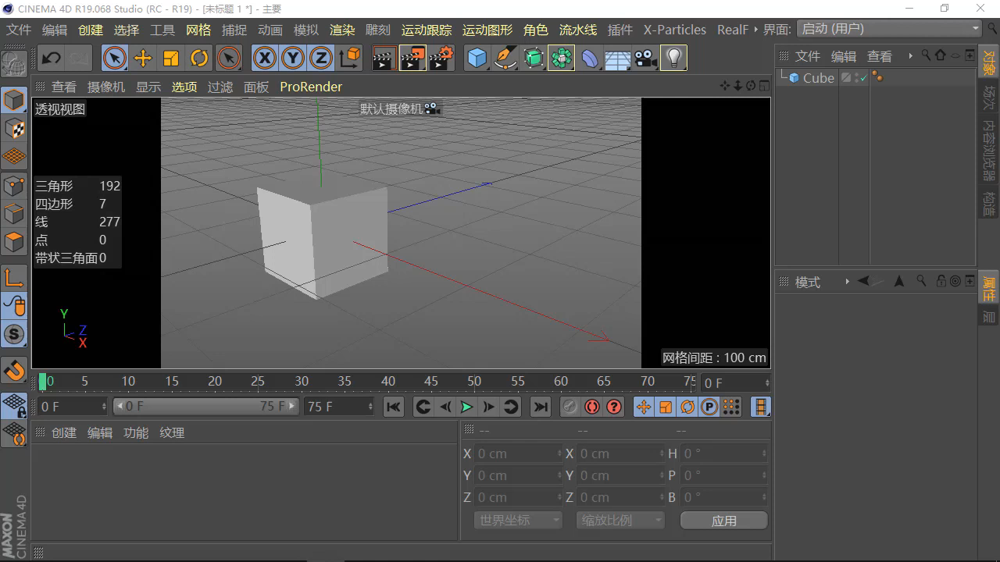 CINEMA 4D R19.068 Studio (RC - R19) - [未标题 1 *] - 主要
文件 编辑 创建 选择 工具 网格 捕捉 动画 模拟 渲染 雕刻 运动跟踪 运动图形 角色 流水线 插件 X-Particles RealF 界面: 启动 (用户)
X Y Z
文件 编辑 查看
查看 摄像机 显示 选项 过滤 面板 ProRender
Cube
透视视图
默认摄像机
三角形 192
四边形 7
线 277
点 0
带状三角面 0
Y
Z
X
网格间距 : 100 cm
对象
场次
内容浏览器
构造
模式
属性
层
S
0 5 10 15 20 25 30 35 40 45 50 55 60 65 70 75 0 F
0 F 0 F 75 F 75 F ? P
创建 编辑 功能 纹理
-- -- --
X 0 cm X 0 cm H 0 °
Y 0 cm Y 0 cm P 0 °
Z 0 cm Z 0 cm B 0 °
世界坐标 缩放比例 应用
MAXON
CINEMA 4D